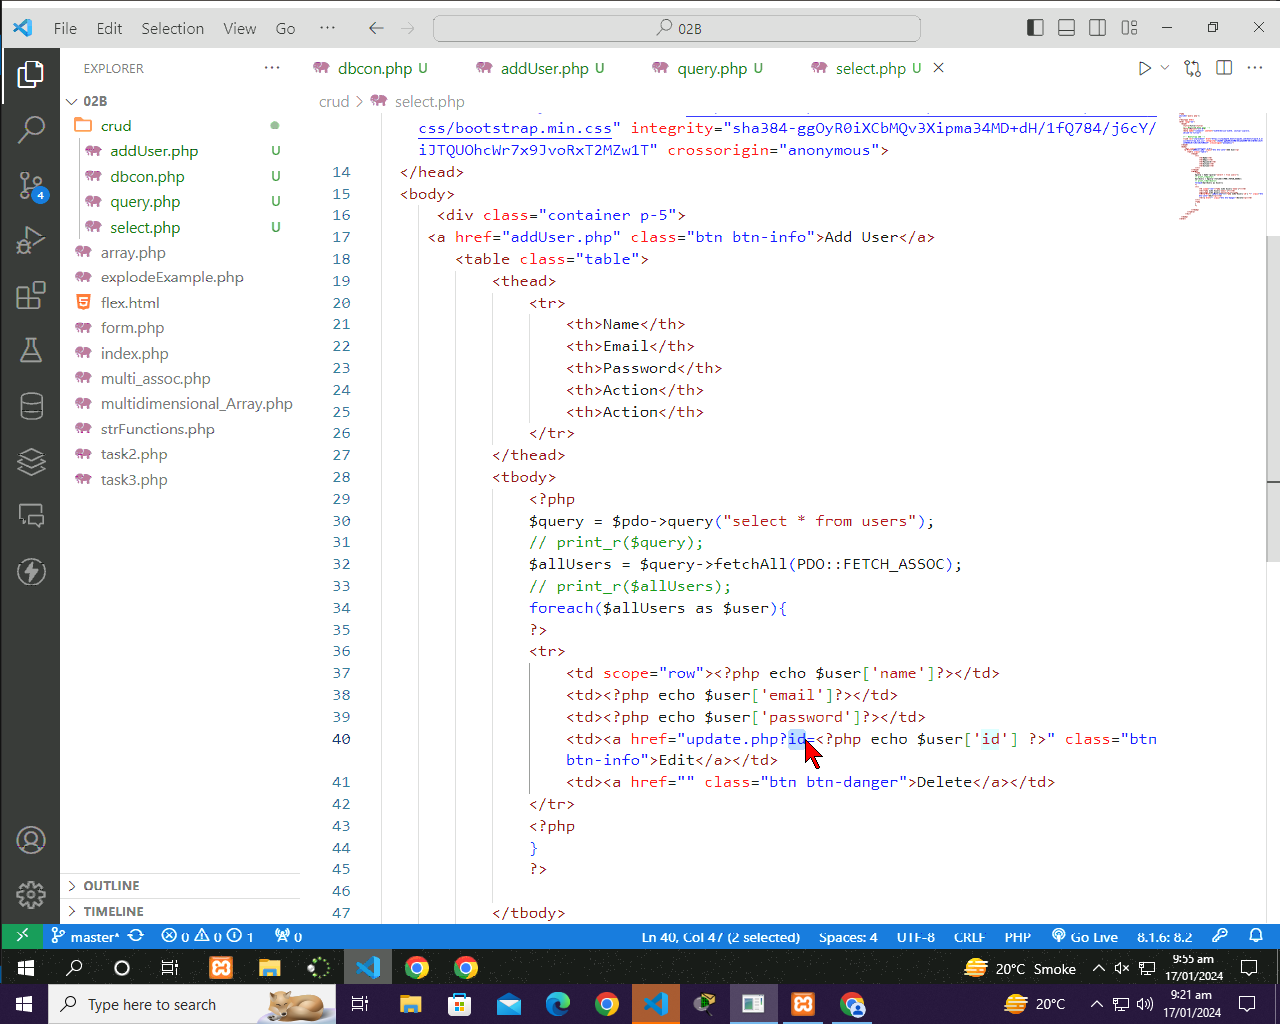 File Edit Selection View Go ··· 02B
EXPLORER ···
dbcon.php U addUser.php U query.php U select.php U
02B
crud
addUser.php U
dbcon.php U
query.php U
select.php U
array.php
explodeExample.php
flex.html
form.php
index.php
multi_assoc.php
multidimensional_Array.php
strFunctions.php
task2.php
task3.php
OUTLINE
TIMELINE
crud > select.php
css/bootstrap.min.css" integrity="sha384-ggOyR0iXCbMQv3Xipma34MD+dH/1fQ784/j6cY/
iJTQUOhcWr7x9JvoRxT2MZw1T" crossorigin="anonymous">
14 </head>
15 <body>
16 <div class="container p-5">
17 <a href="addUser.php" class="btn btn-info">Add User</a>
18 <table class="table">
19 <thead>
20 <tr>
21 <th>Name</th>
22 <th>Email</th>
23 <th>Password</th>
24 <th>Action</th>
25 <th>Action</th>
26 </tr>
27 </thead>
28 <tbody>
29 <?php
30 $query = $pdo->query("select * from users");
31 // print_r($query);
32 $allUsers = $query->fetchAll(PDO::FETCH_ASSOC);
33 // print_r($allUsers);
34 foreach($allUsers as $user){
35 ?>
36 <tr>
37 <td scope="row"><?php echo $user['name']?></td>
38 <td><?php echo $user['email']?></td>
39 <td><?php echo $user['password']?></td>
40 <td><a href="update.php?id=<?php echo $user['id'] ?>" class="btn
btn-info">Edit</a></td>
41 <td><a href="" class="btn btn-danger">Delete</a></td>
42 </tr>
43 <?php
44 }
45 ?>
46
47 </tbody>
master* 0 0 1 0 Ln 40, Col 47 (2 selected) Spaces: 4 UTF-8 CRLF PHP Go Live 8.1.6: 8.2
4
20°C Smoke 9:55 am
17/01/2024
Type here to search 20°C 9:21 am
17/01/2024